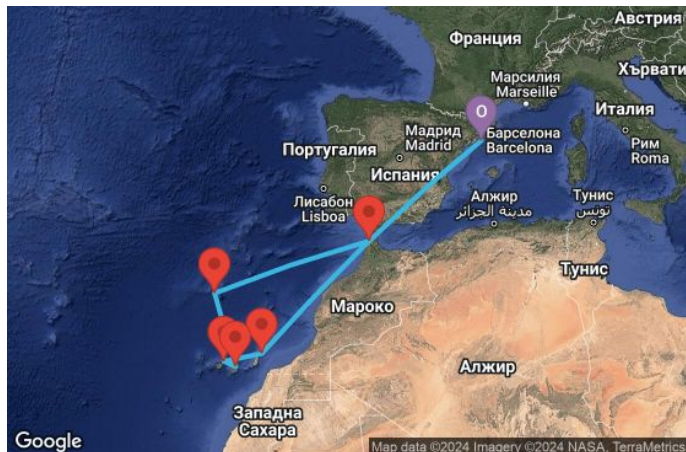 Австрия
Франция
Хървати
Марсилия
Marseille
Италия
O
Барселона
Barcelona
Мадрид
Madrid
Рим
Roma
Португалия
Испания
Лисабон
Lisboa
Алжир
مدينة الجزائر
Тунис
تونس
Тунис
Мароко
Алжир
Западна
Сахара
Google
Map data ©2024 Imagery ©2024 NASA, TerraMetrics